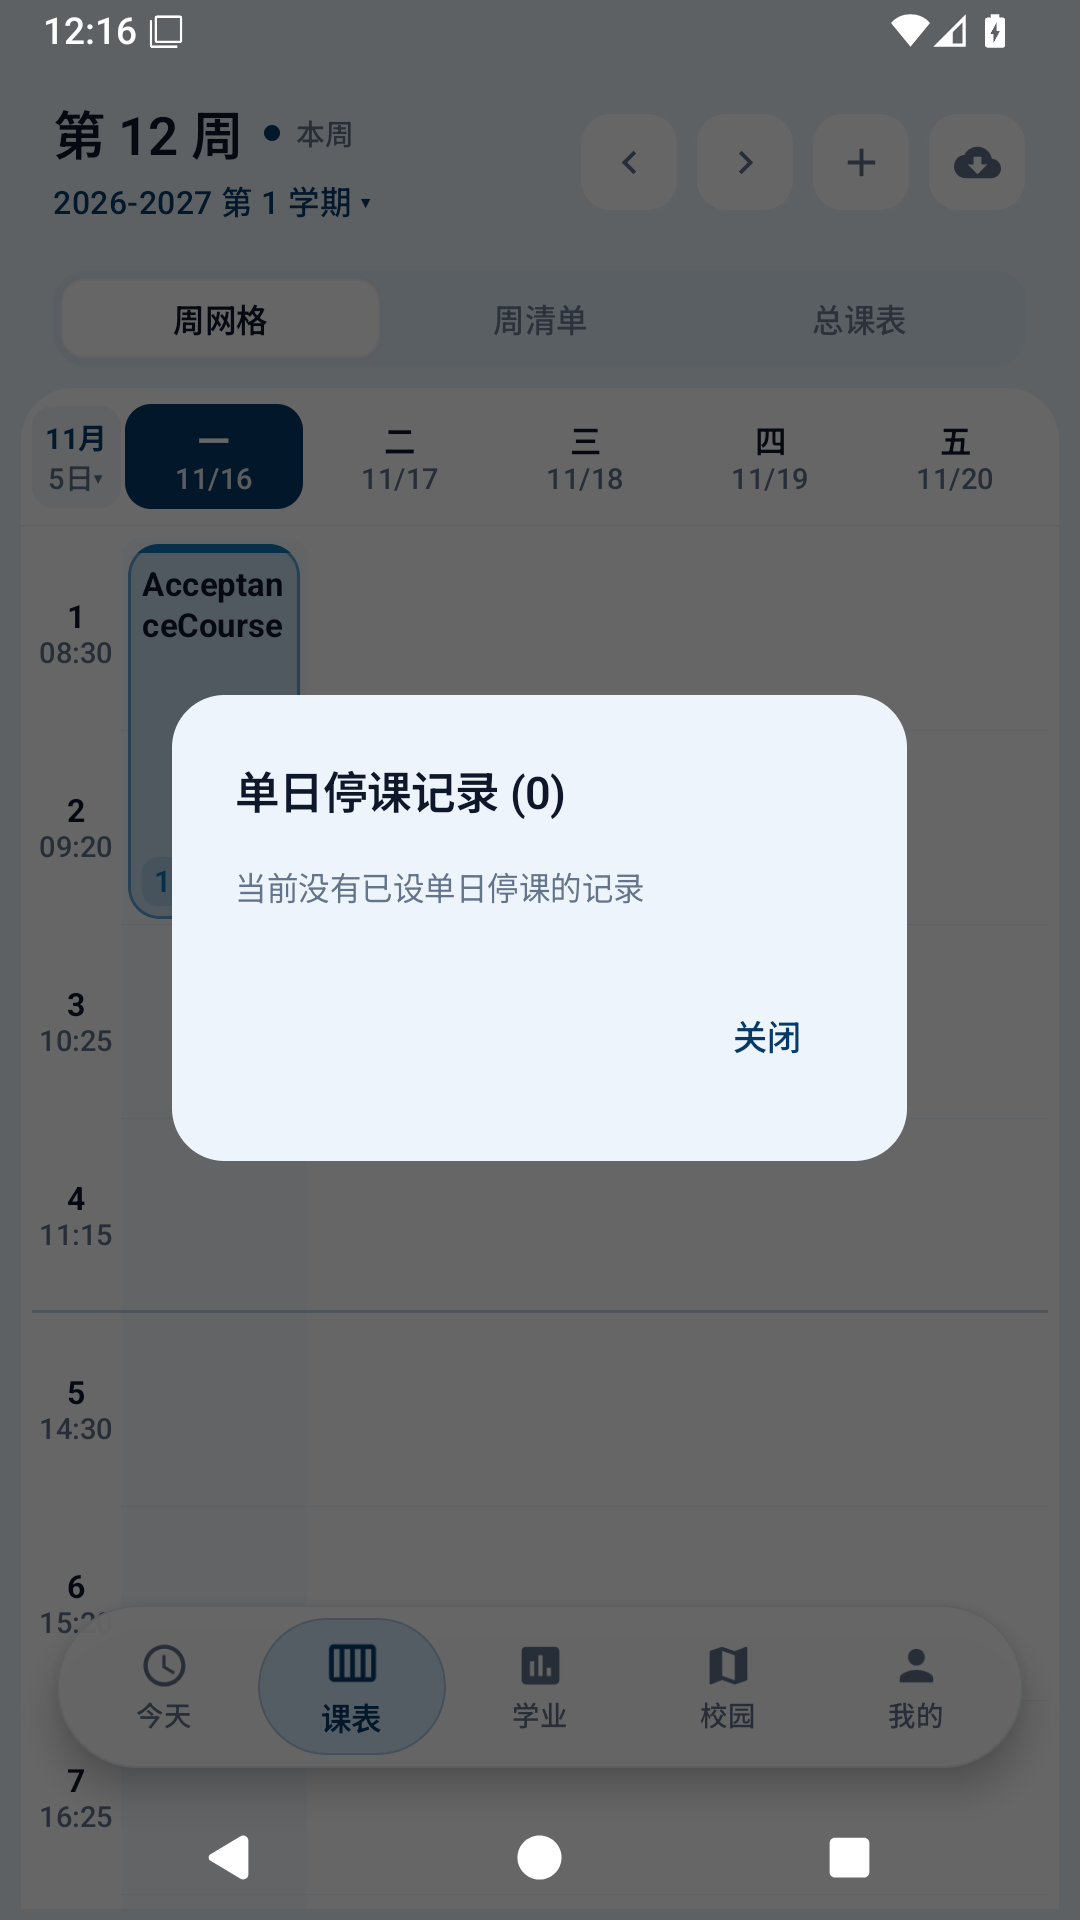 12:16
第 12 周 • 本周
2026-2027 第 1 学期 ▾
周网格 周清单 总课表
11月 一 二 三 四 五
5日▾ 11/16 11/17 11/18 11/19 11/20
AcceptanceCourse
1
08:30
单日停课记录 (0)
2
09:20
1
当前没有已设单日停课的记录
3
10:25
关闭
4
11:15
5
14:30
6
15:20
今天 课表 学业 校园 我的
7
16:25